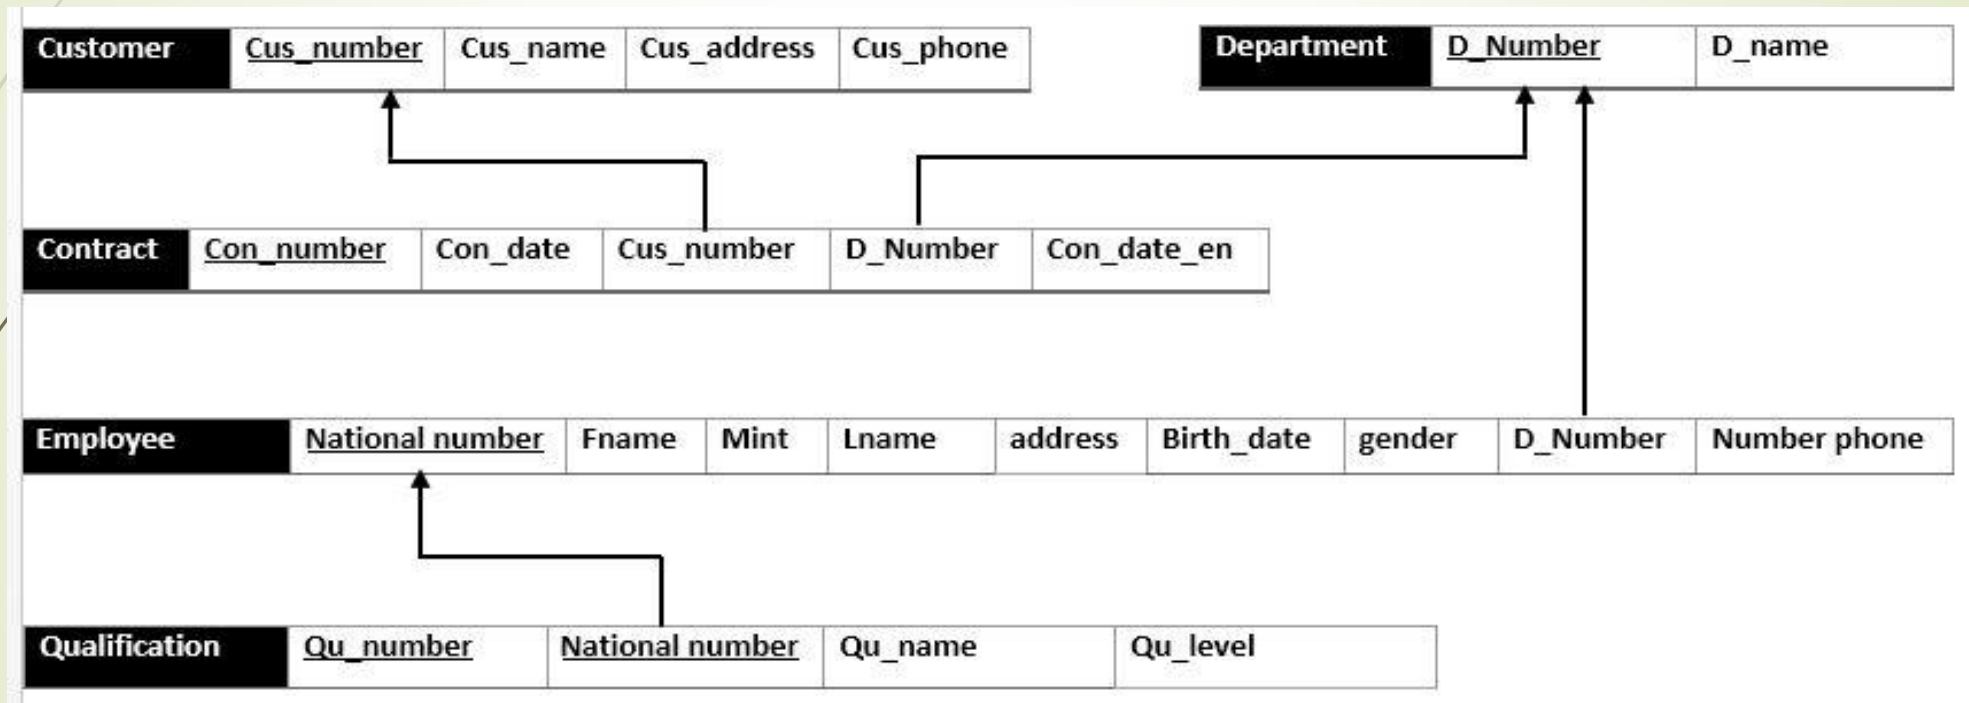 Customer Cus_number Cus_name Cus_address Cus_phone
Department D_Number D_name
Contract Con_number Con_date Cus_number D_Number Con_date_en
Employee National number Fname Mint Lname address Birth_date gender D_Number Number phone
Qualification Qu_number National number Qu_name Qu_level